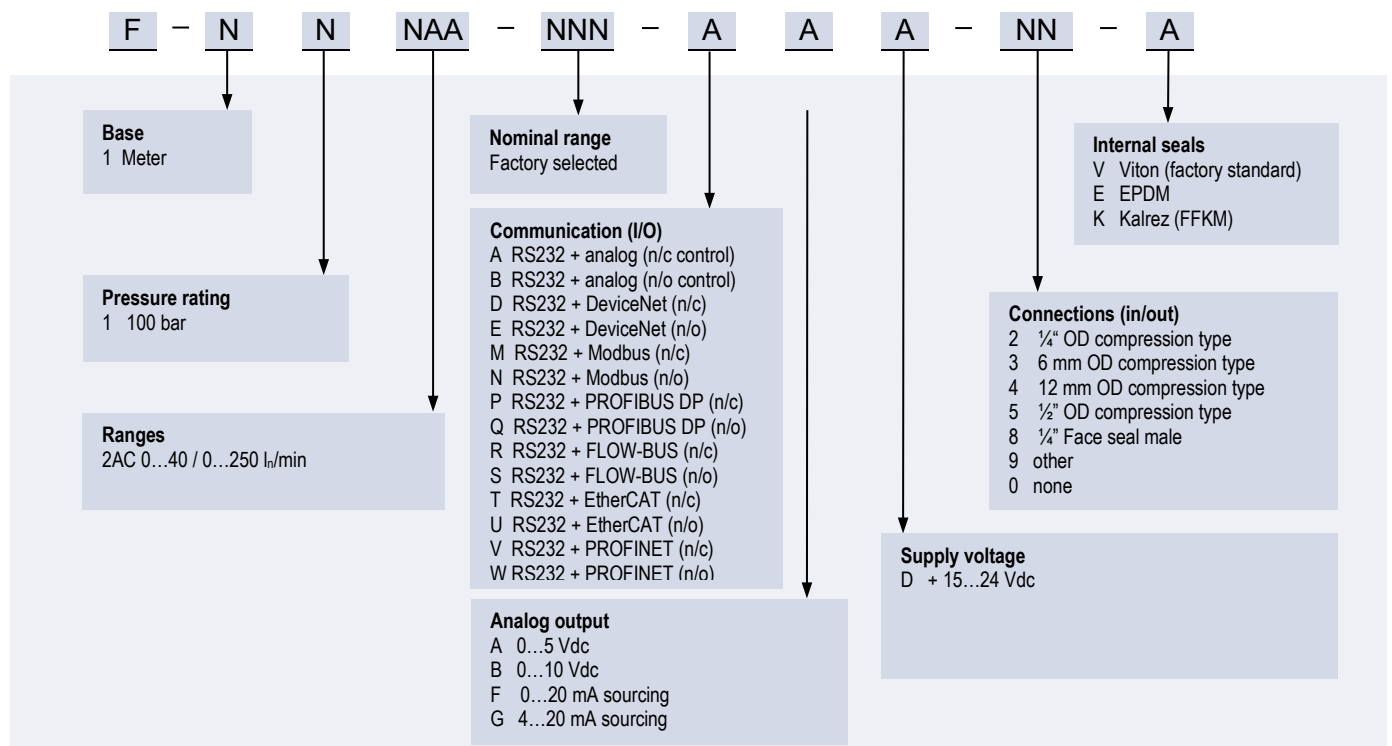 F – N N NAA – NNN – A A A – NN – A
Base
1 Meter
Pressure rating
1 100 bar
Ranges
2AC 0…40 / 0…250 lₙ/min
Nominal range
Factory selected
Communication (I/O)
A RS232 + analog (n/c control)
B RS232 + analog (n/o control)
D RS232 + DeviceNet (n/c)
E RS232 + DeviceNet (n/o)
M RS232 + Modbus (n/c)
N RS232 + Modbus (n/o)
P RS232 + PROFIBUS DP (n/c)
Q RS232 + PROFIBUS DP (n/o)
R RS232 + FLOW-BUS (n/c)
S RS232 + FLOW-BUS (n/o)
T RS232 + EtherCAT (n/c)
U RS232 + EtherCAT (n/o)
V RS232 + PROFINET (n/c)
W RS232 + PROFINET (n/o)
Analog output
A 0…5 Vdc
B 0…10 Vdc
F 0…20 mA sourcing
G 4…20 mA sourcing
Supply voltage
D + 15…24 Vdc
Connections (in/out)
2 ¼“ OD compression type
3 6 mm OD compression type
4 12 mm OD compression type
5 ½” OD compression type
8 ¼” Face seal male
9 other
0 none
Internal seals
V Viton (factory standard)
E EPDM
K Kalrez (FFKM)